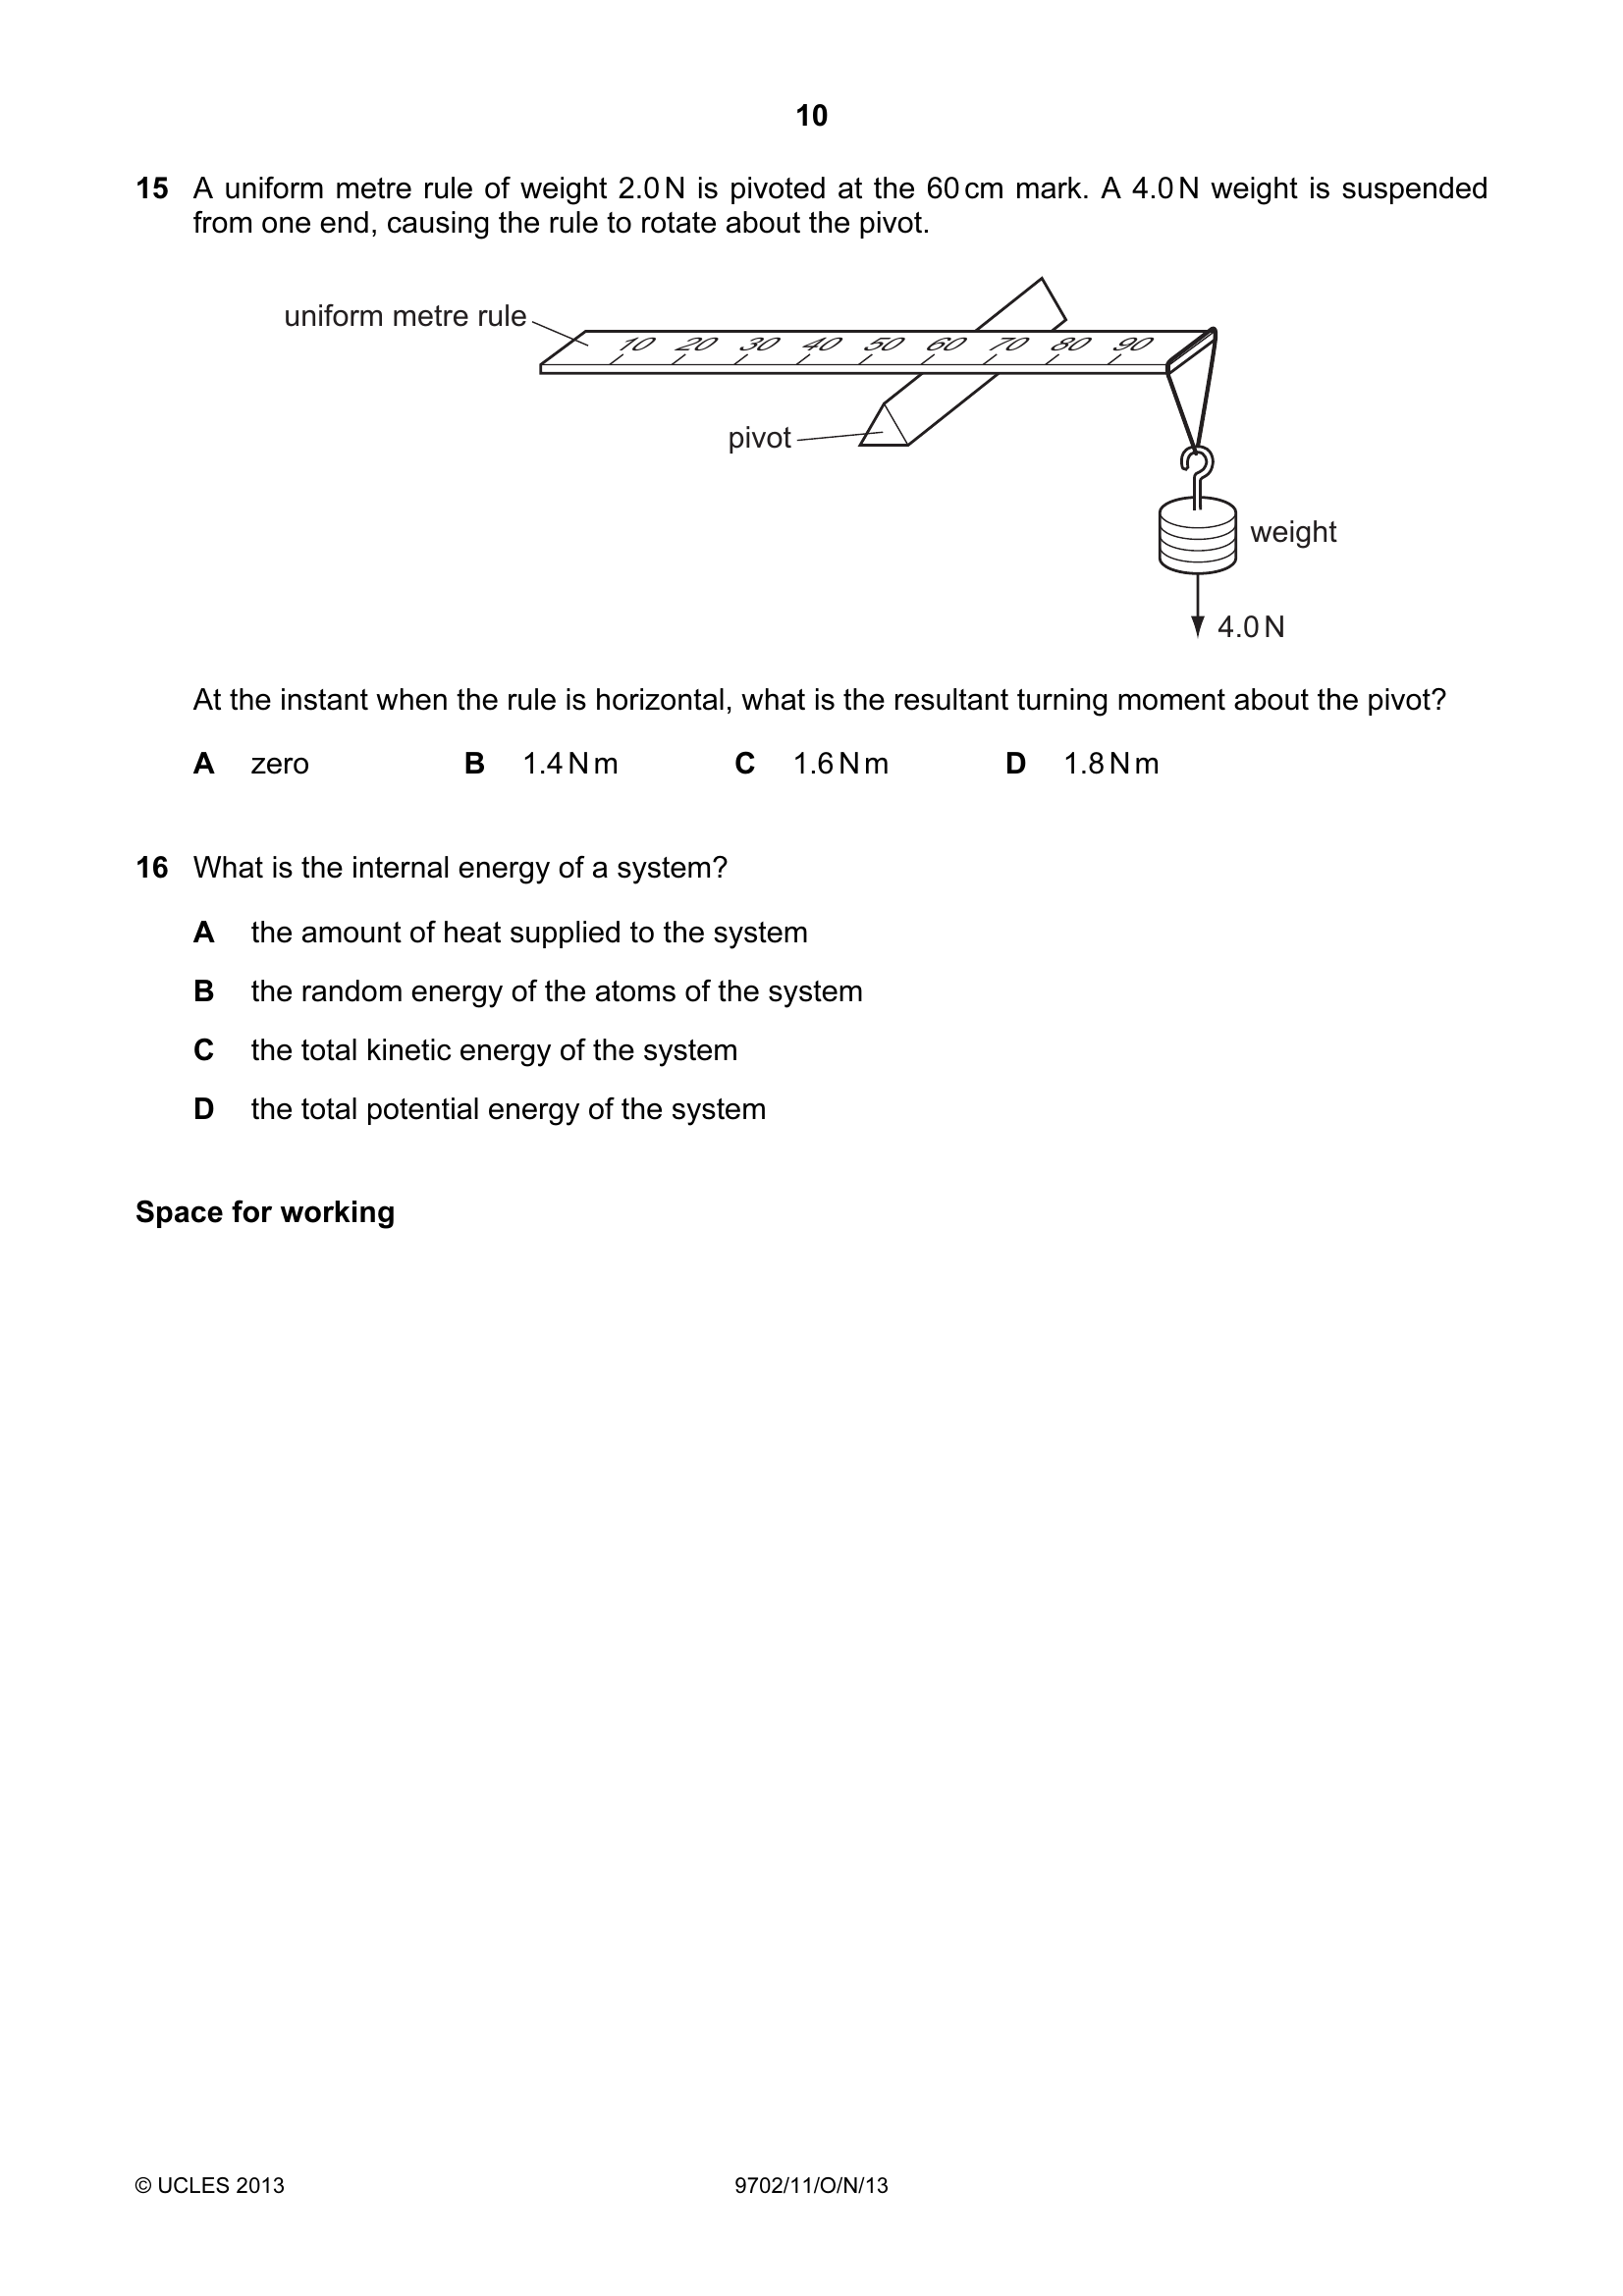 10
15 A uniform metre rule of weight 2.0 N is pivoted at the 60 cm mark. A 4.0 N weight is suspended
from one end, causing the rule to rotate about the pivot.
uniform metre rule
10 20 30 40 50 60 70 80 90
pivot
weight
4.0 N
At the instant when the rule is horizontal, what is the resultant turning moment about the pivot?
A zero B 1.4 N m C 1.6 N m D 1.8 N m
16 What is the internal energy of a system?
A the amount of heat supplied to the system
B the random energy of the atoms of the system
C the total kinetic energy of the system
D the total potential energy of the system
Space for working
© UCLES 2013 9702/11/O/N/13